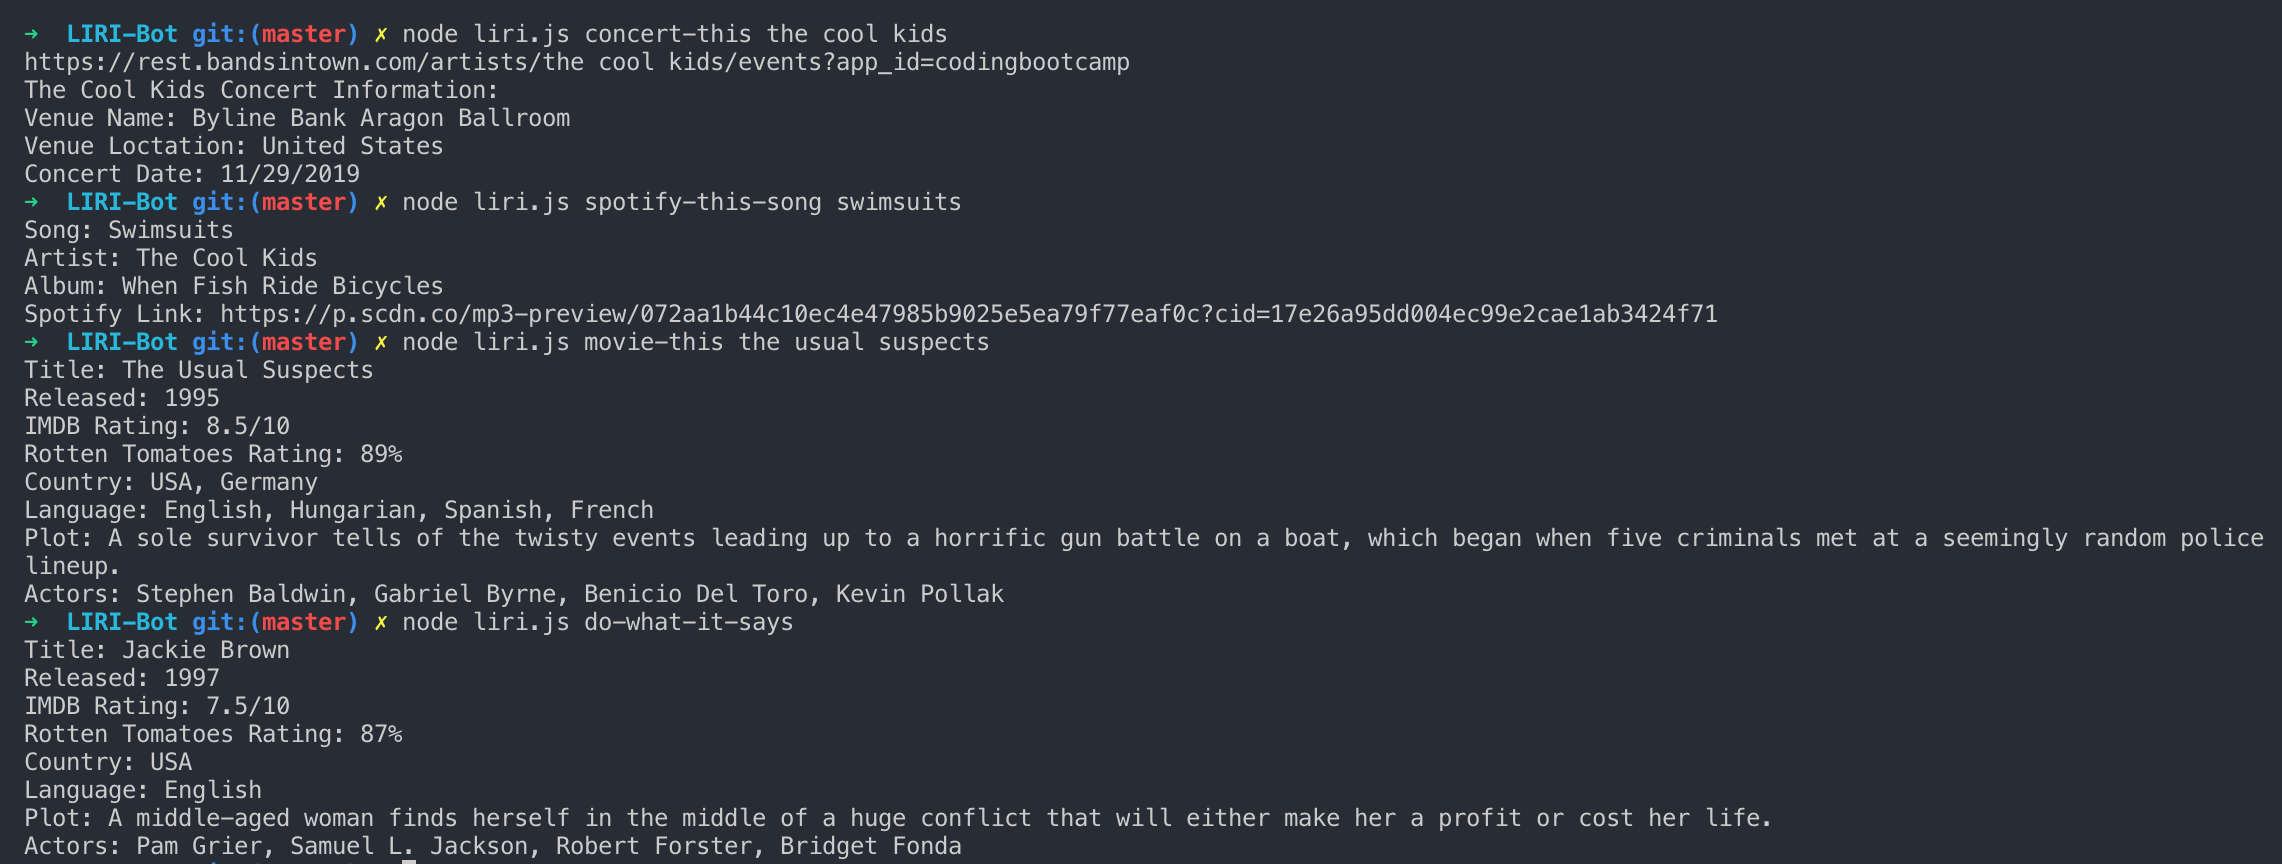 ➜  LIRI-Bot git:(master) ✗ node liri.js concert-this the cool kids
https://rest.bandsintown.com/artists/the cool kids/events?app_id=codingbootcamp
The Cool Kids Concert Information:
Venue Name: Byline Bank Aragon Ballroom
Venue Loctation: United States
Concert Date: 11/29/2019
➜  LIRI-Bot git:(master) ✗ node liri.js spotify-this-song swimsuits
Song: Swimsuits
Artist: The Cool Kids
Album: When Fish Ride Bicycles
Spotify Link: https://p.scdn.co/mp3-preview/072aa1b44c10ec4e47985b9025e5ea79f77eaf0c?cid=17e26a95dd004ec99e2cae1ab3424f71
➜  LIRI-Bot git:(master) ✗ node liri.js movie-this the usual suspects
Title: The Usual Suspects
Released: 1995
IMDB Rating: 8.5/10
Rotten Tomatoes Rating: 89%
Country: USA, Germany
Language: English, Hungarian, Spanish, French
Plot: A sole survivor tells of the twisty events leading up to a horrific gun battle on a boat, which began when five criminals met at a seemingly random police
lineup.
Actors: Stephen Baldwin, Gabriel Byrne, Benicio Del Toro, Kevin Pollak
➜  LIRI-Bot git:(master) ✗ node liri.js do-what-it-says
Title: Jackie Brown
Released: 1997
IMDB Rating: 7.5/10
Rotten Tomatoes Rating: 87%
Country: USA
Language: English
Plot: A middle-aged woman finds herself in the middle of a huge conflict that will either make her a profit or cost her life.
Actors: Pam Grier, Samuel L. Jackson, Robert Forster, Bridget Fonda